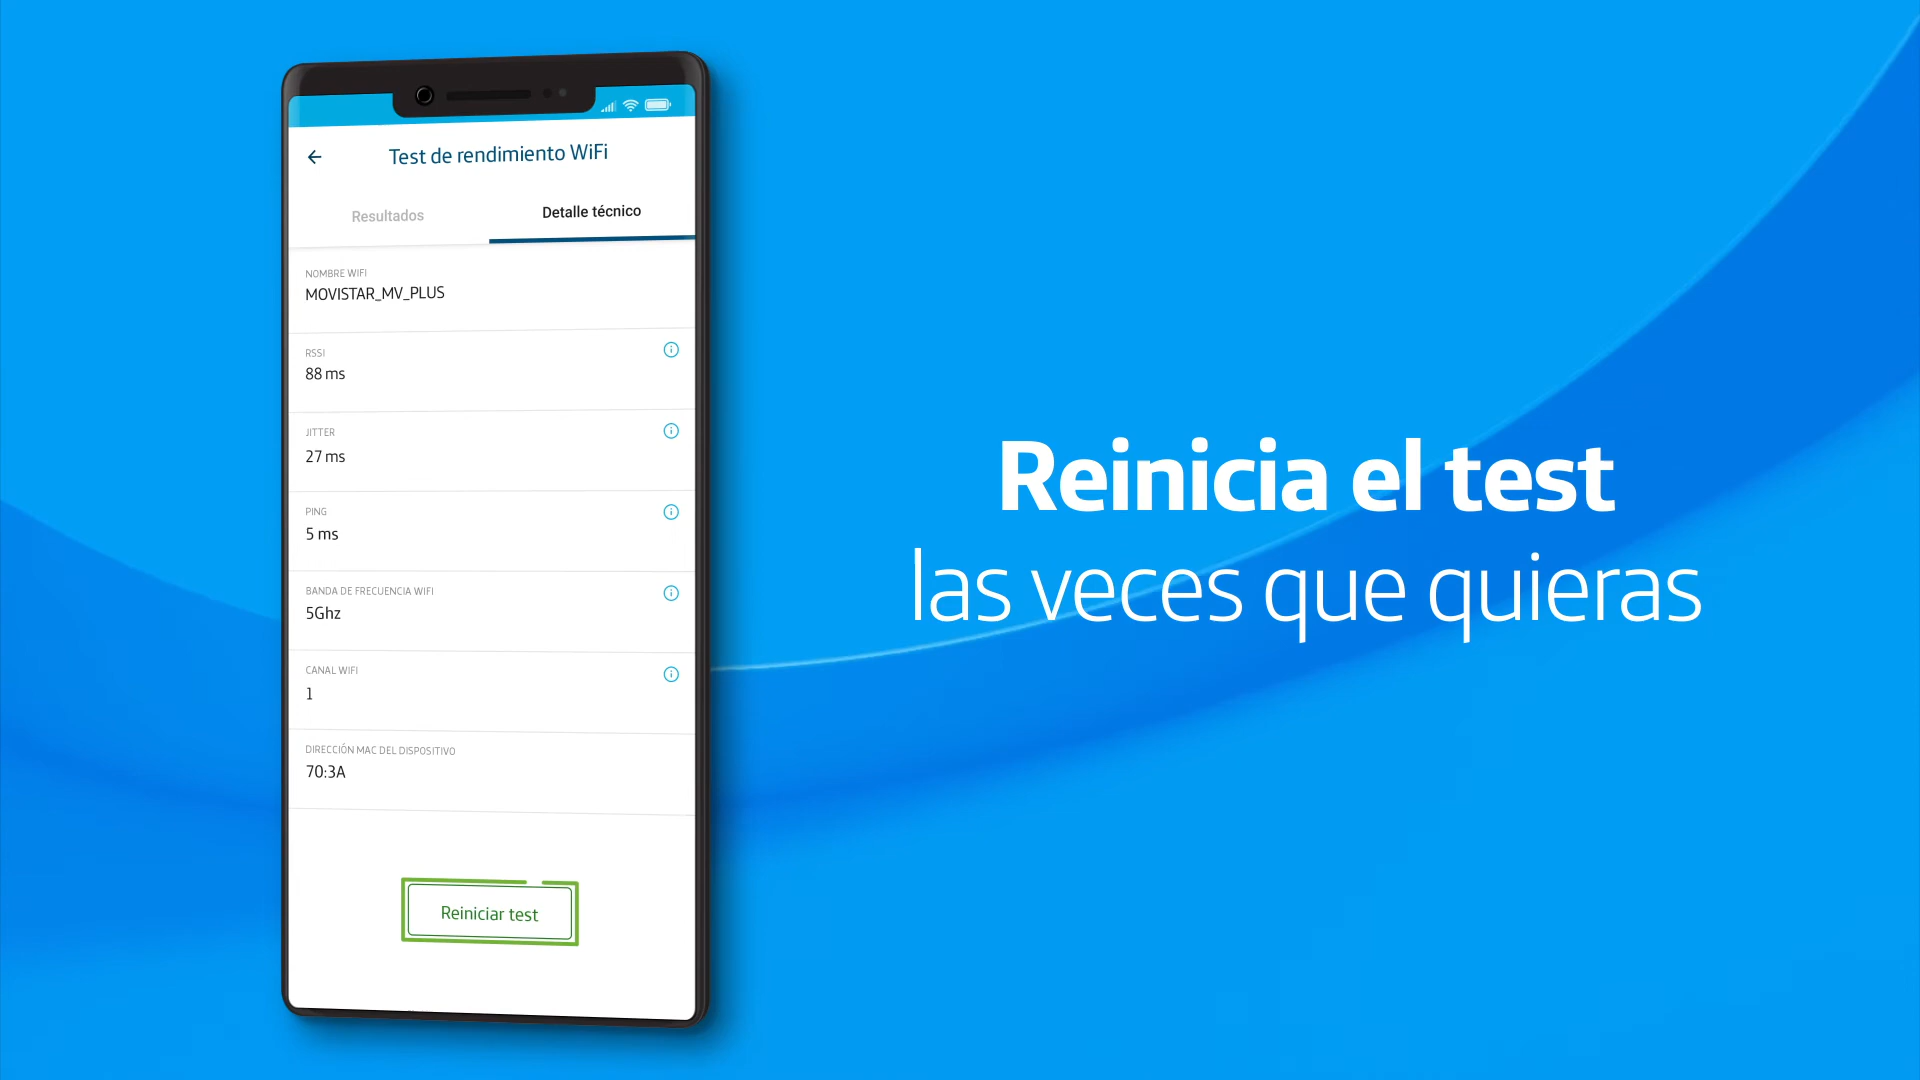 Test de rendimiento WiFi
Resultados
Detalle técnico
NOMBRE WIFI
MOVISTAR_MV_PLUS
RSSI
88 ms
JITTER
27 ms
PING
5 ms
BANDA DE FRECUENCIA WIFI
5Ghz
CANAL WIFI
1
DIRECCIÓN MAC DEL DISPOSITIVO
70:3A
Reiniciar test
Reinicia el test
las veces que quieras